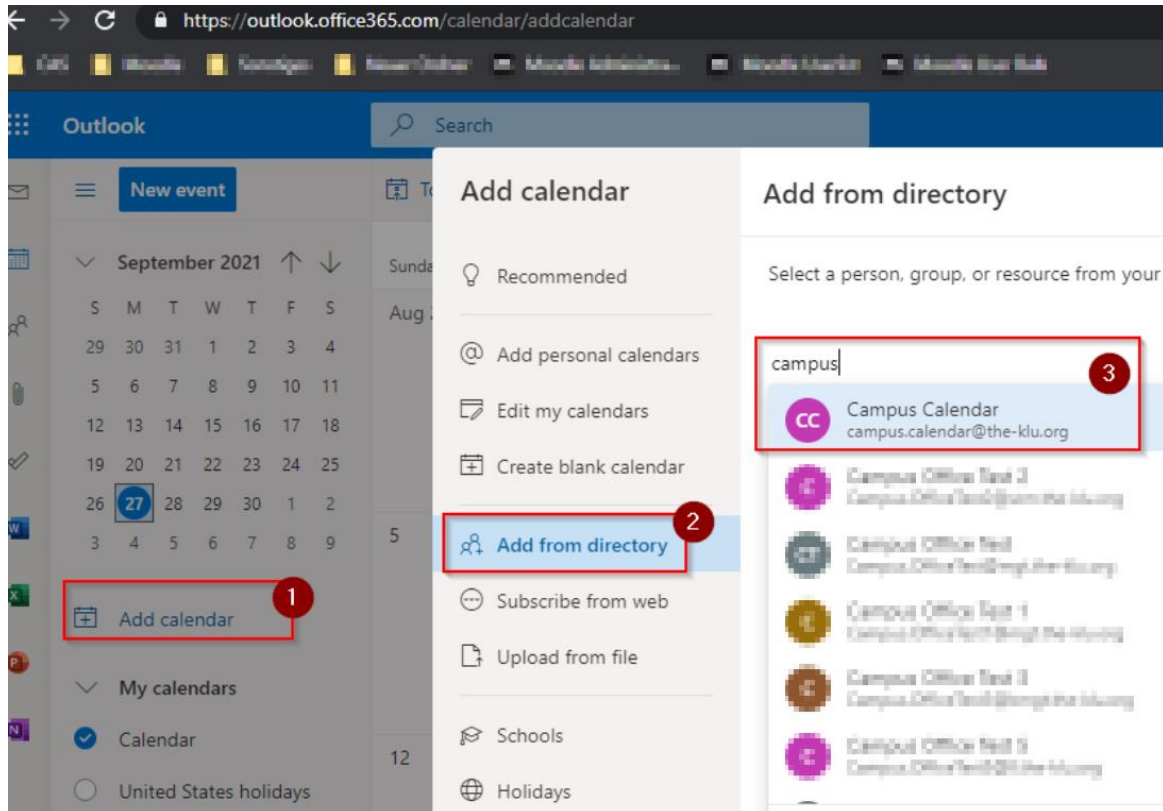 https://outlook.office365.com/calendar/addcalendar
Outlook
Search
New event
September 2021
S M T W T F S
29 30 31 1 2 3 4
5 6 7 8 9 10 11
12 13 14 15 16 17 18
19 20 21 22 23 24 25
26 27 28 29 30 1 2
3 4 5 6 7 8 9
1
Add calendar
My calendars
Calendar
United States holidays
Sunda
Aug
5
12
Add calendar
Recommended
@ Add personal calendars
Edit my calendars
Create blank calendar
2
Add from directory
Subscribe from web
Upload from file
Schools
Holidays
Add from directory
Select a person, group, or resource from your
campus
3
CC
Campus Calendar
campus.calendar@the-klu.org